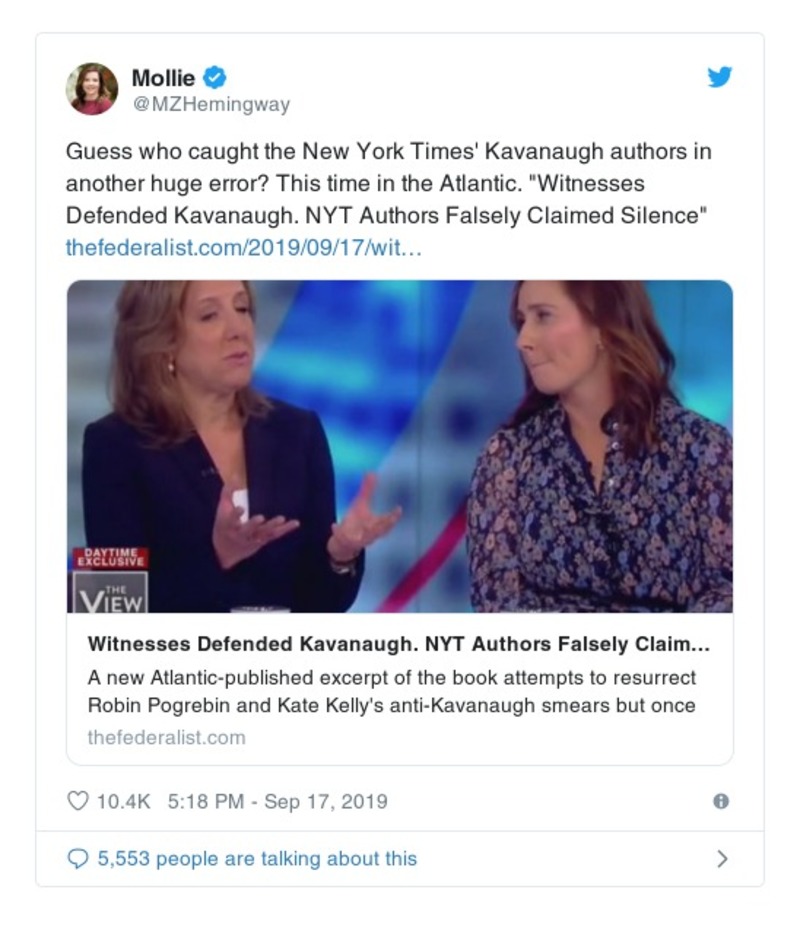 Mollie
@MZHemingway
Guess who caught the New York Times' Kavanaugh authors in
another huge error? This time in the Atlantic. "Witnesses
Defended Kavanaugh. NYT Authors Falsely Claimed Silence"
thefederalist.com/2019/09/17/wit…
DAYTIME
EXCLUSIVE
THE
VIEW
Witnesses Defended Kavanaugh. NYT Authors Falsely Claim...
A new Atlantic-published excerpt of the book attempts to resurrect
Robin Pogrebin and Kate Kelly's anti-Kavanaugh smears but once
thefederalist.com
10.4K 5:18 PM - Sep 17, 2019
5,553 people are talking about this